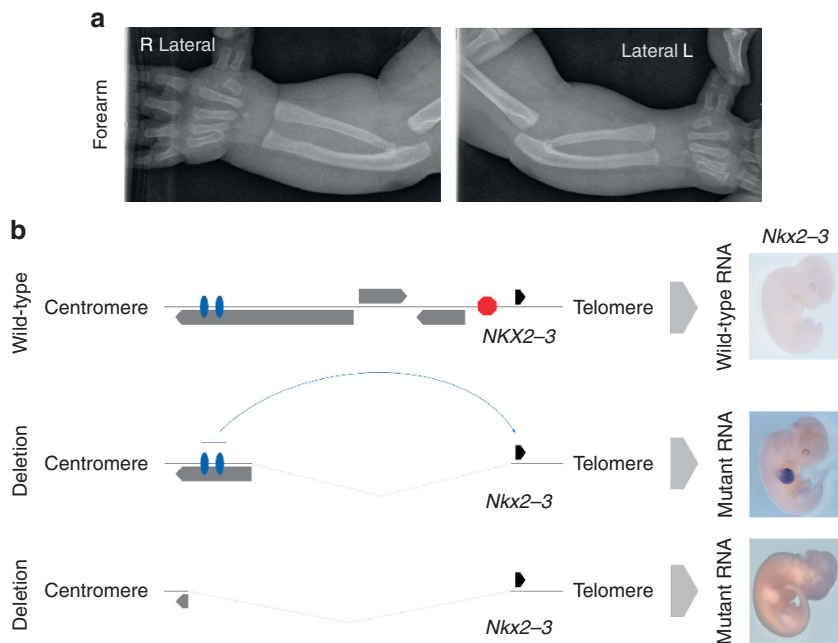 a
R Lateral
Lateral L
Forearm
b
Nkx2–3
Wild-type
Centromere
NKX2–3
Telomere
Wild-type RNA
Deletion
Centromere
Nkx2–3
Telomere
Mutant RNA
Deletion
Centromere
Nkx2–3
Telomere
Mutant RNA